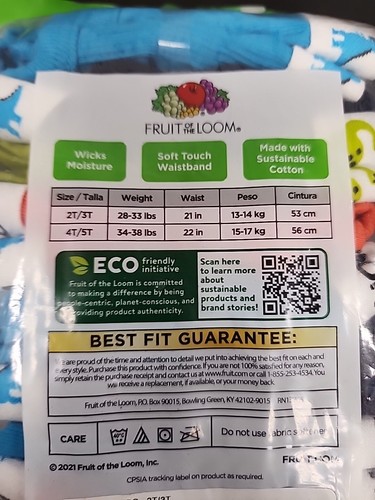 FRUIT OF THE LOOM®
Wicks Moisture
Soft Touch Waistband
Made with Sustainable Cotton
Size / Talla Weight Waist Peso Cintura
2T/3T 28-33 lbs 21 in 13-14 kg 53 cm
4T/5T 34-38 lbs 22 in 15-17 kg 56 cm
ECO friendly initiative
Fruit of the Loom is committed
to making a difference by being
people-centric, planet-conscious, and
providing product authenticity.
Scan here
to learn more
about
sustainable
products and
brand stories!
BEST FIT GUARANTEE:
We are proud of the time and attention to detail we put into achieving the best fit on each and
every style. Purchase this product with confidence. If you are not 100% satisfied for any reason,
simply retain the purchase receipt and contact us at www.fruit.com or call 1-855-253-4534. You
will receive a replacement, if available, or your money back.
Fruit of the Loom, P.O. Box 90015, Bowling Green, KY 42102-9015
CARE
40°C
Do not use fabric softener
© 2021 Fruit of the Loom, Inc.
CPSIA tracking label on product as required.
2T/3T